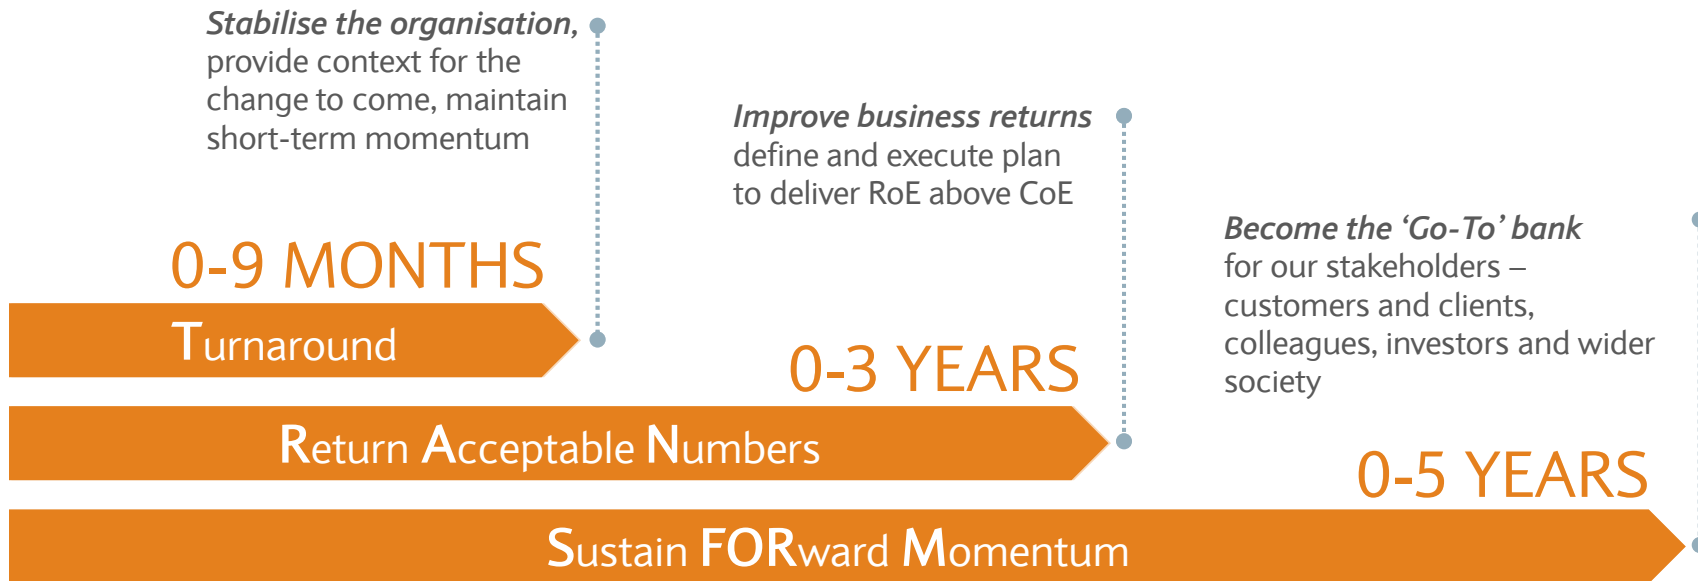 Stabilise the organisation,
provide context for the
change to come, maintain
short-term momentum
0-9 MONTHS
Turnaround
Improve business returns
define and execute plan
to deliver RoE above CoE
0-3 YEARS
Return Acceptable Numbers
Become the ‘Go-To’ bank
for our stakeholders –
customers and clients,
colleagues, investors and wider
society
0-5 YEARS
Sustain FORward Momentum